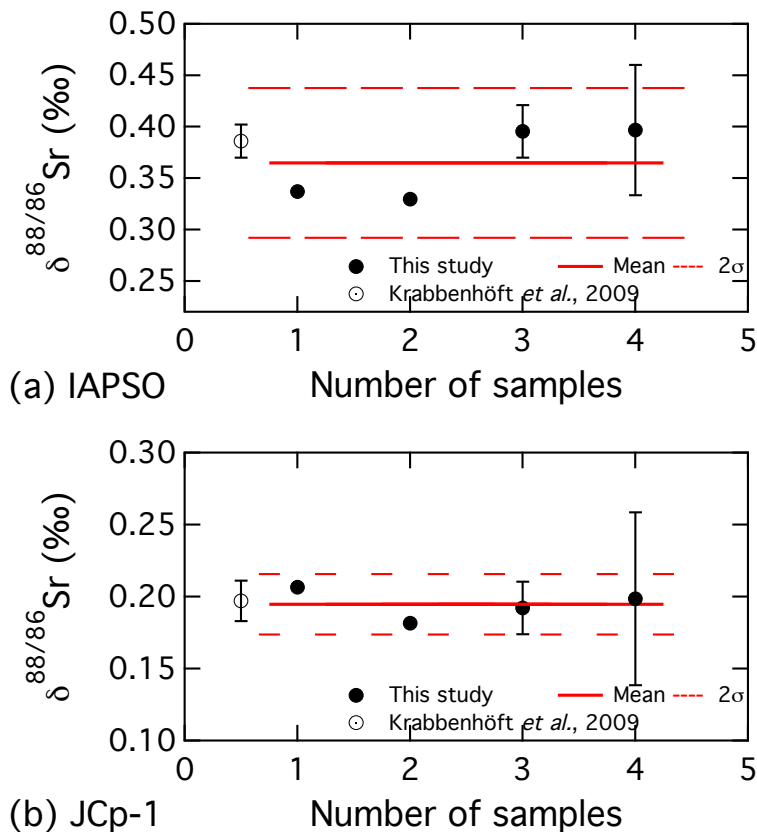 0.50
0.45
0.40
0.35
0.30
0.25
δ88/86Sr (‰)
This study Mean 2σ
Krabbenhöft et al., 2009
0 1 2 3 4 5
(a) IAPSO Number of samples
0.30
0.25
0.20
0.15
0.10
δ88/86Sr (‰)
This study Mean 2σ
Krabbenhöft et al., 2009
0 1 2 3 4 5
(b) JCp-1 Number of samples